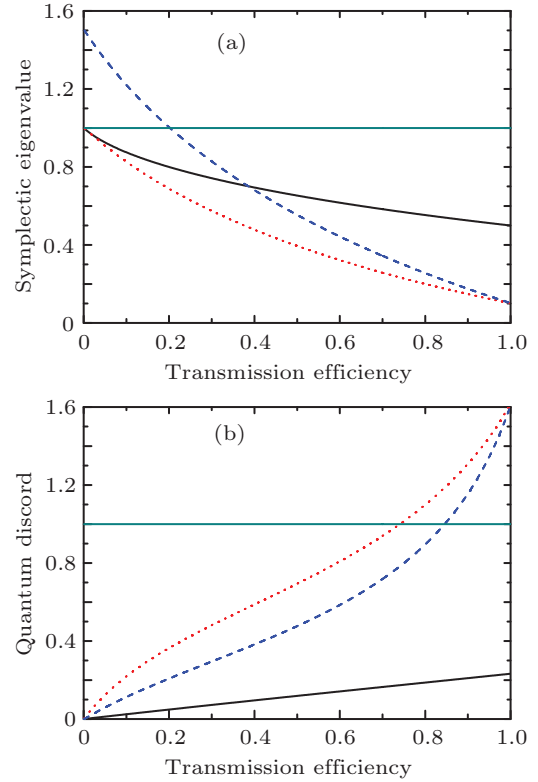 1.6
(a)
1.2
0.8
0.4
0
Symplectic eigenvalue
0 0.2 0.4 0.6 0.8 1.0
Transmission efficiency
1.6
(b)
1.2
0.8
0.4
0
Quantum discord
0 0.2 0.4 0.6 0.8 1.0
Transmission efficiency